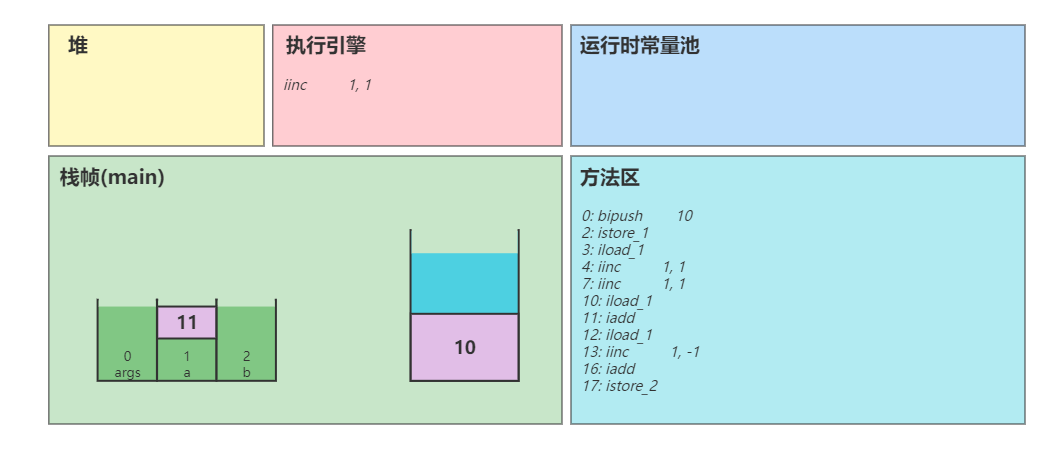 堆
执行引擎
iinc 1, 1
运行时常量池
栈帧(main)
11
0 1 2
args a b
10
方法区
0: bipush 10
2: istore_1
3: iload_1
4: iinc 1, 1
7: iinc 1, 1
10: iload_1
11: iadd
12: iload_1
13: iinc 1, -1
16: iadd
17: istore_2